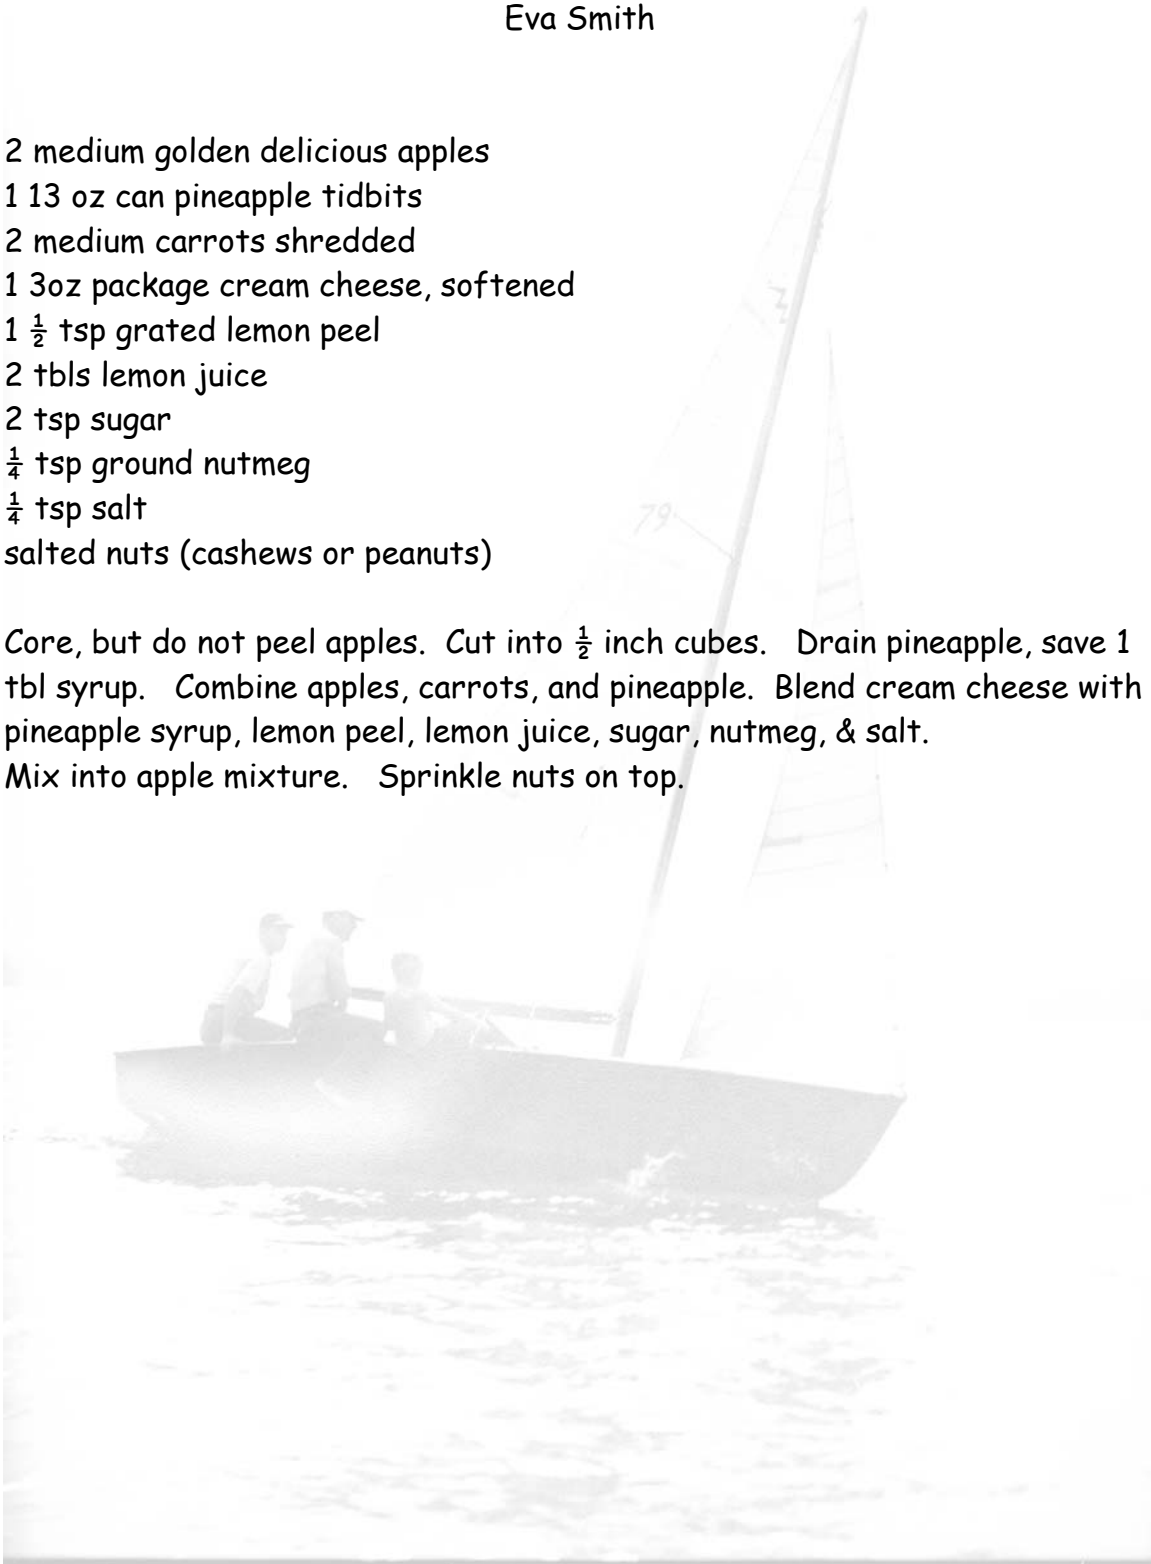 Eva Smith
2 medium golden delicious apples
1 13 oz can pineapple tidbits
2 medium carrots shredded
1 3oz package cream cheese, softened
1 ½ tsp grated lemon peel
2 tbls lemon juice
2 tsp sugar
¼ tsp ground nutmeg
¼ tsp salt
salted nuts (cashews or peanuts)
Core, but do not peel apples.  Cut into ½ inch cubes.   Drain pineapple, save 1
tbl syrup.   Combine apples, carrots, and pineapple.  Blend cream cheese with
pineapple syrup, lemon peel, lemon juice, sugar, nutmeg, & salt.
Mix into apple mixture.   Sprinkle nuts on top.
79